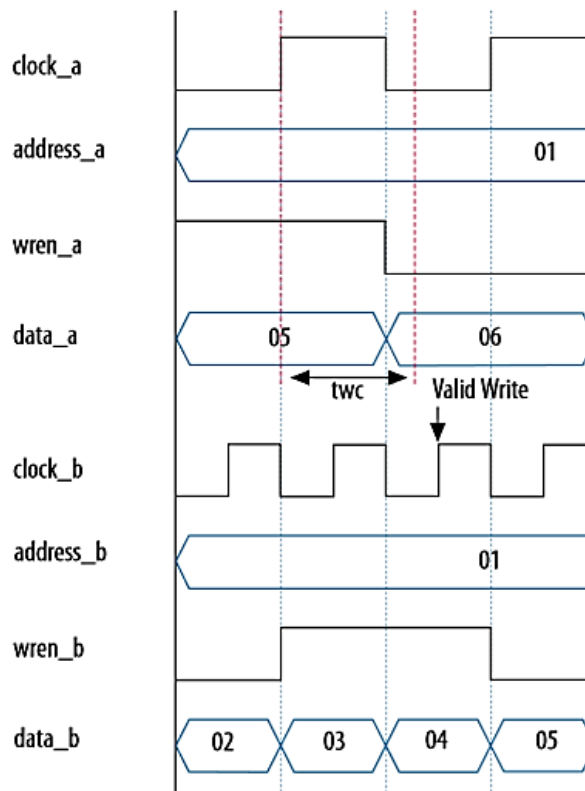 clock_a
address_a 01
wren_a
data_a 05 06
twc Valid Write
clock_b
address_b 01
wren_b
data_b 02 03 04 05